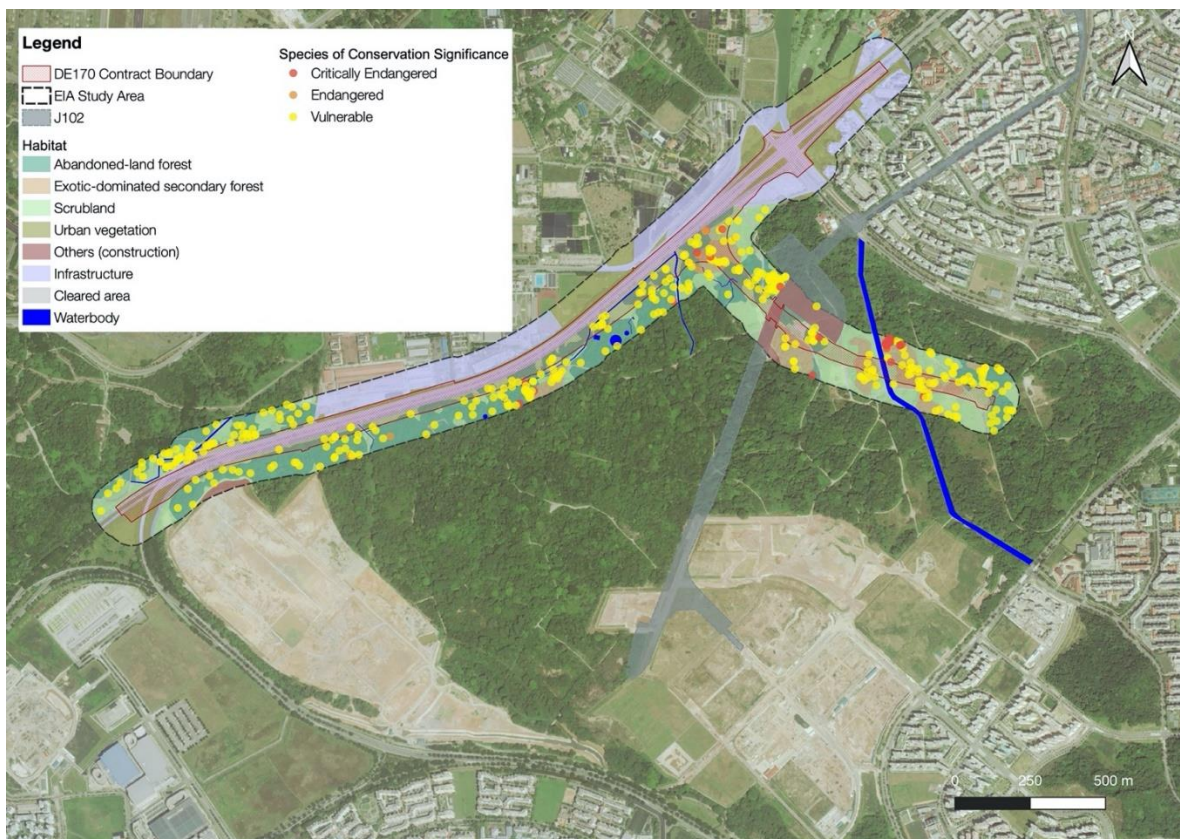 Legend
DE170 Contract Boundary
EIA Study Area
J102
Habitat
Abandoned-land forest
Exotic-dominated secondary forest
Scrubland
Urban vegetation
Others (construction)
Infrastructure
Cleared area
Waterbody
Species of Conservation Significance
Critically Endangered
Endangered
Vulnerable
N
0 250 500 m